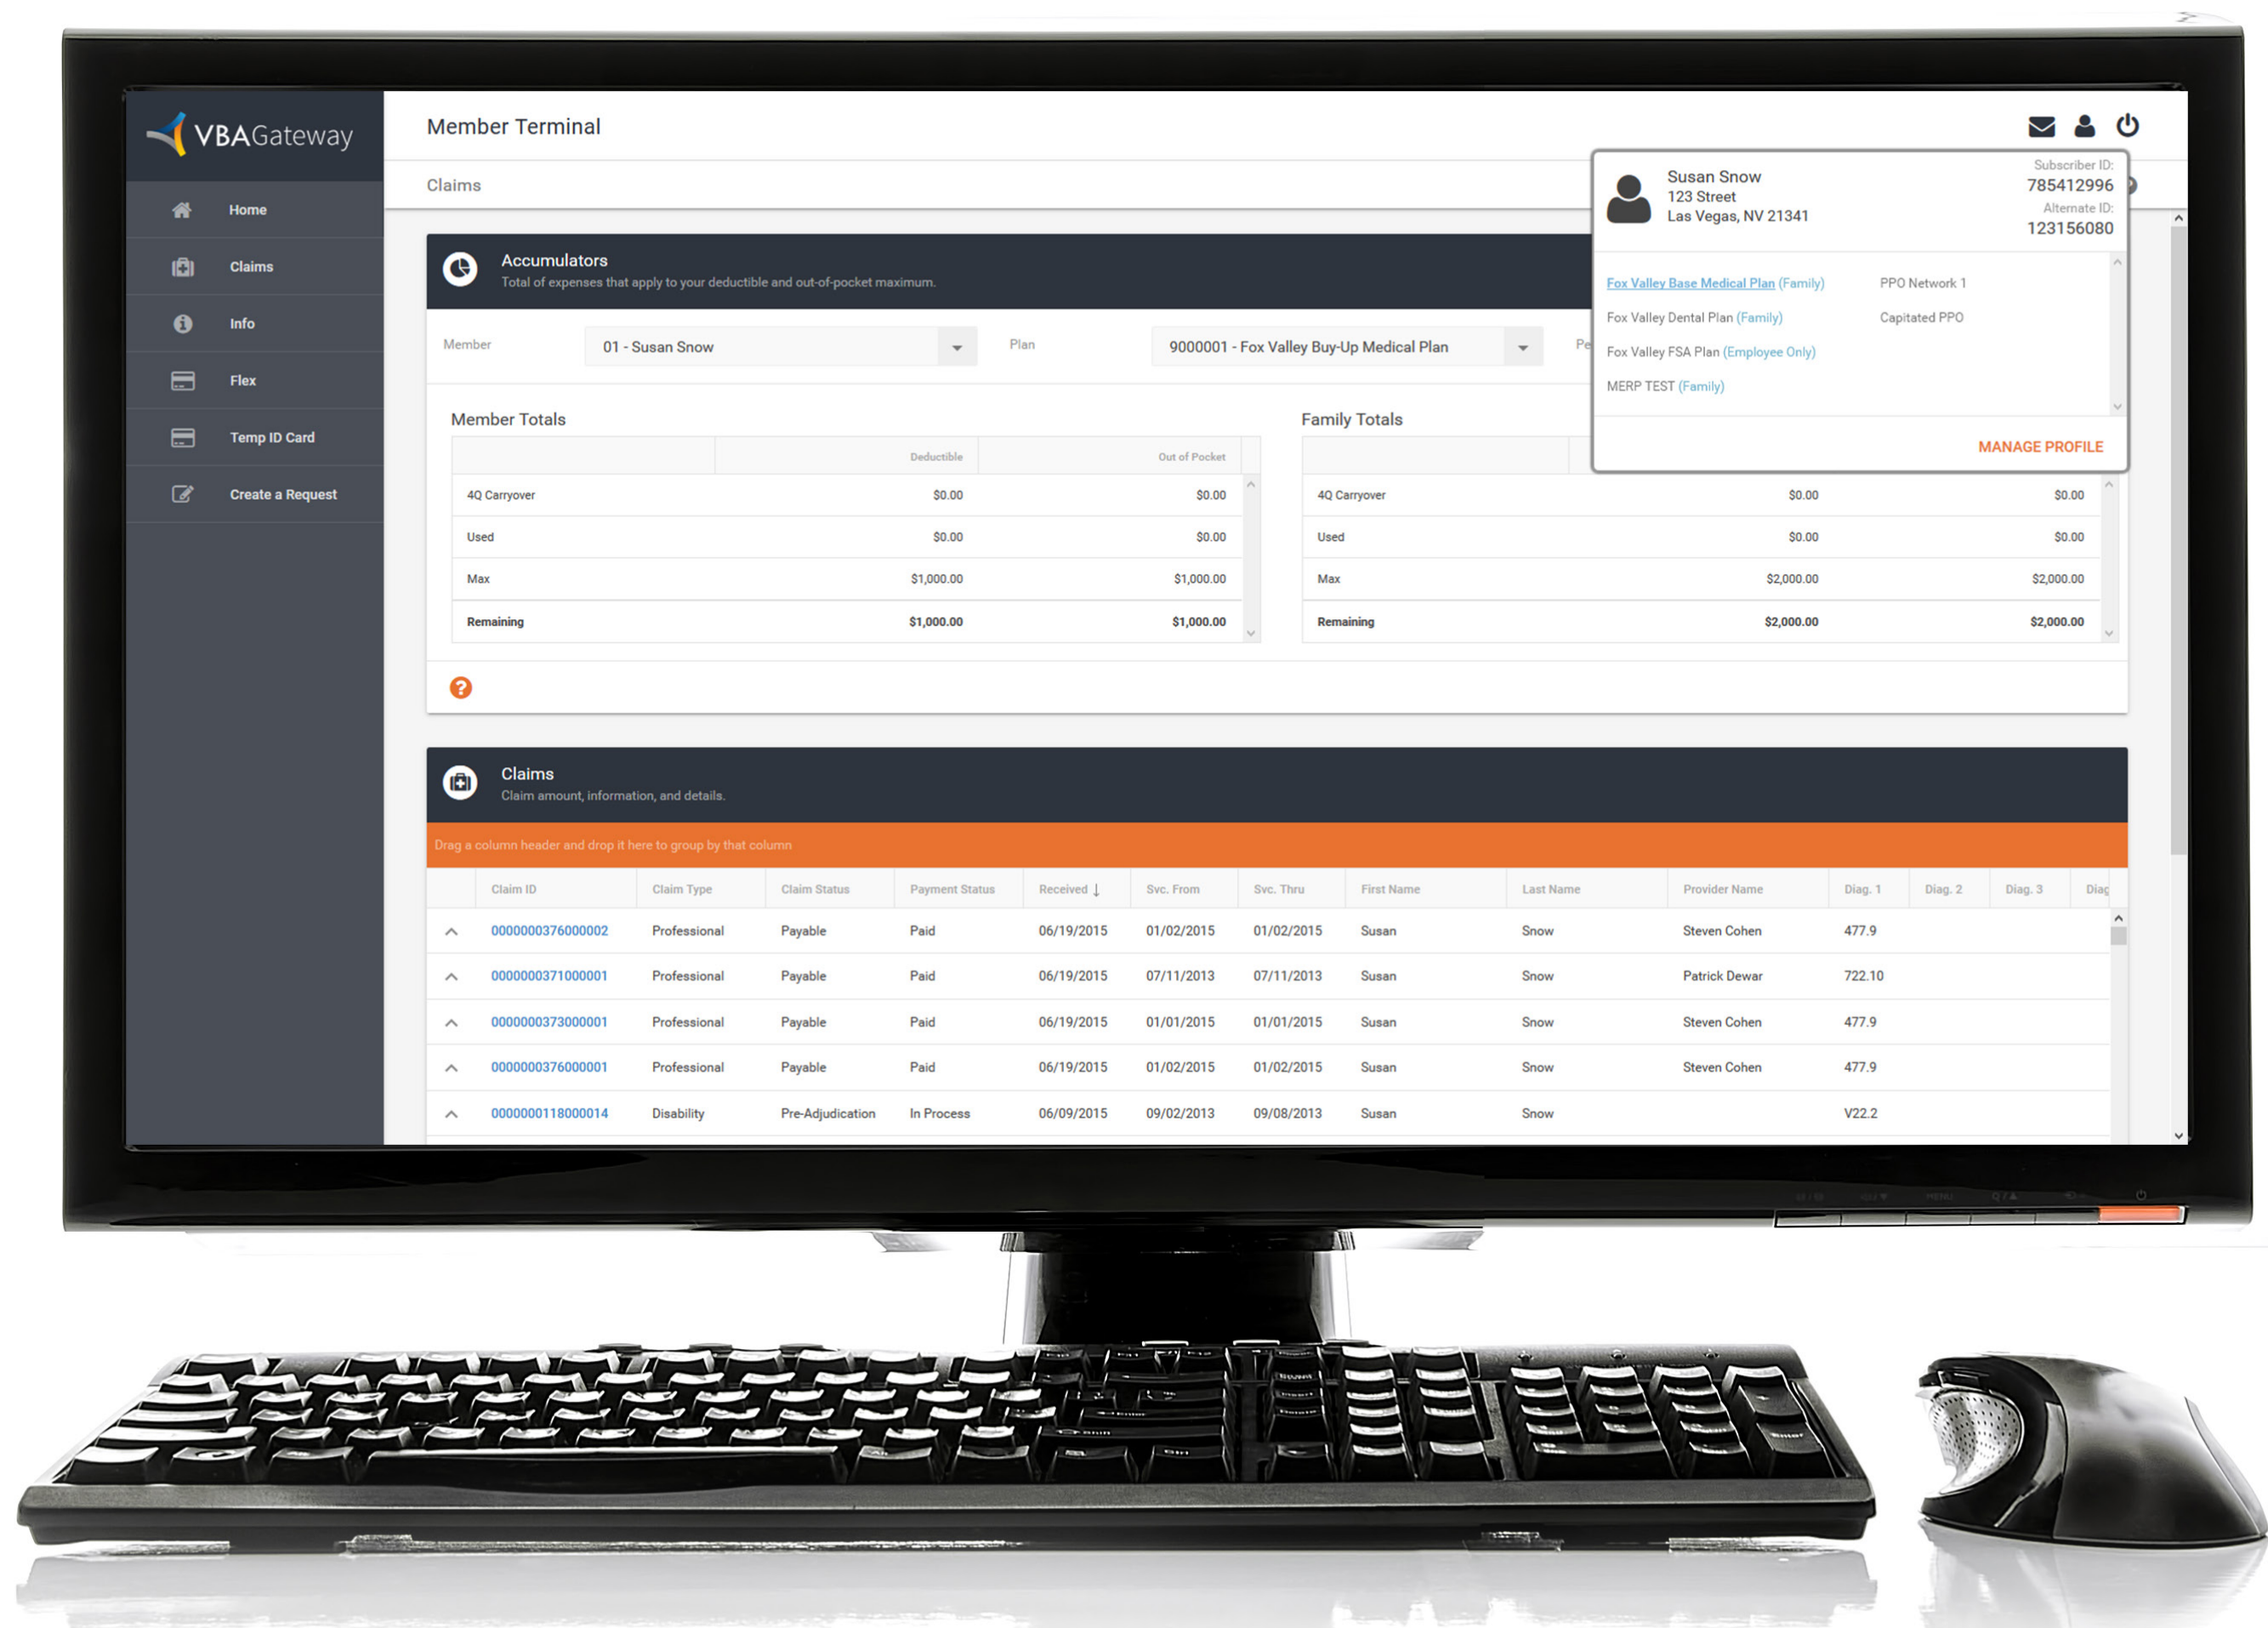 VBAGateway
Home
Claims
Info
Flex
Temp ID Card
Create a Request
Member Terminal
Claims
Susan Snow
123 Street
Las Vegas, NV 21341
Subscriber ID:
785412996
Alternate ID:
123156080
Fox Valley Base Medical Plan (Family) PPO Network 1
Fox Valley Dental Plan (Family) Capitated PPO
Fox Valley FSA Plan (Employee Only)
MERP TEST (Family)
MANAGE PROFILE
Accumulators
Total of expenses that apply to your deductible and out-of-pocket maximum.
Member 01 - Susan Snow Plan 9000001 - Fox Valley Buy-Up Medical Plan Pe
Member Totals
Deductible Out of Pocket
4Q Carryover $0.00 $0.00
Used $0.00 $0.00
Max $1,000.00 $1,000.00
Remaining $1,000.00 $1,000.00
Family Totals
4Q Carryover $0.00 $0.00
Used $0.00 $0.00
Max $2,000.00 $2,000.00
Remaining $2,000.00 $2,000.00
?
Claims
Claim amount, information, and details.
Drag a column header and drop it here to group by that column
Claim ID Claim Type Claim Status Payment Status Received ↓ Svc. From Svc. Thru First Name Last Name Provider Name Diag. 1 Diag. 2 Diag. 3 Diag
0000000376000002 Professional Payable Paid 06/19/2015 01/02/2015 01/02/2015 Susan Snow Steven Cohen 477.9
0000000371000001 Professional Payable Paid 06/19/2015 07/11/2013 07/11/2013 Susan Snow Patrick Dewar 722.10
0000000373000001 Professional Payable Paid 06/19/2015 01/01/2015 01/01/2015 Susan Snow Steven Cohen 477.9
0000000376000001 Professional Payable Paid 06/19/2015 01/02/2015 01/02/2015 Susan Snow Steven Cohen 477.9
0000000118000014 Disability Pre-Adjudication In Process 06/09/2015 09/02/2013 09/08/2013 Susan Snow V22.2
MENU
Enter
Shift
Ctrl
Enter